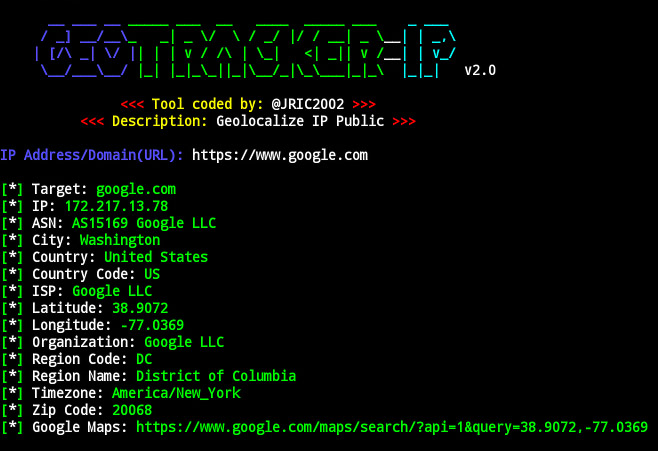 GEOTRACKER-IP v2.0
<<< Tool coded by: @JRIC2002 >>>
<<< Description: Geolocalize IP Public >>>
IP Address/Domain(URL): https://www.google.com
[*] Target: google.com
[*] IP: 172.217.13.78
[*] ASN: AS15169 Google LLC
[*] City: Washington
[*] Country: United States
[*] Country Code: US
[*] ISP: Google LLC
[*] Latitude: 38.9072
[*] Longitude: -77.0369
[*] Organization: Google LLC
[*] Region Code: DC
[*] Region Name: District of Columbia
[*] Timezone: America/New_York
[*] Zip Code: 20068
[*] Google Maps: https://www.google.com/maps/search/?api=1&query=38.9072,-77.0369